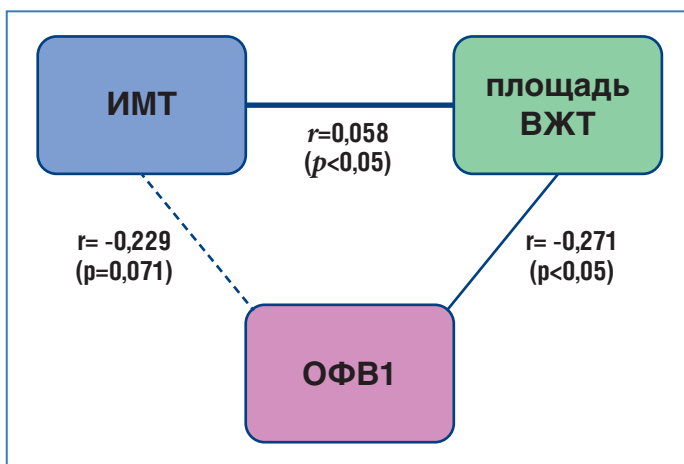 ИМТ
площадь
ВЖТ
r=0,058
(p<0,05)
r= -0,229
(p=0,071)
r= -0,271
(p<0,05)
ОФВ1